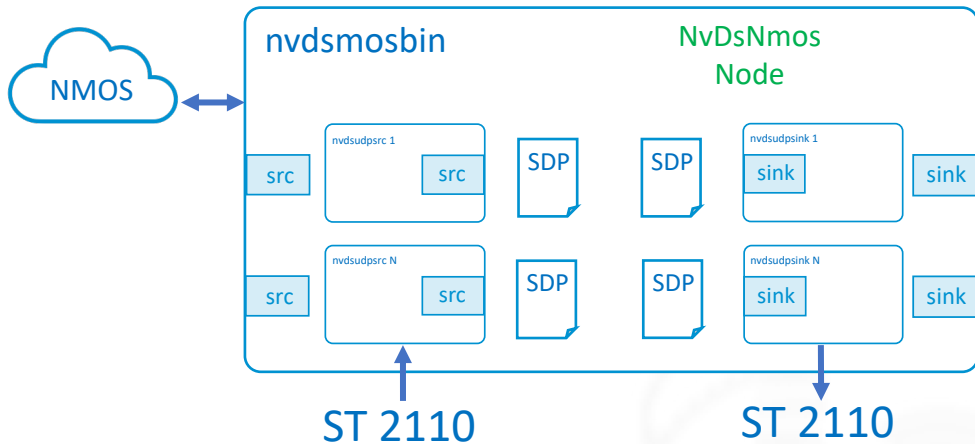 nvdsmosbin
NvDsNmos
Node
NMOS
src
nvdsudpsrc 1
src
SDP
SDP
nvdsudpsink 1
sink
sink
src
nvdsudpsrc N
src
SDP
SDP
nvdsudpsink N
sink
sink
ST 2110
ST 2110